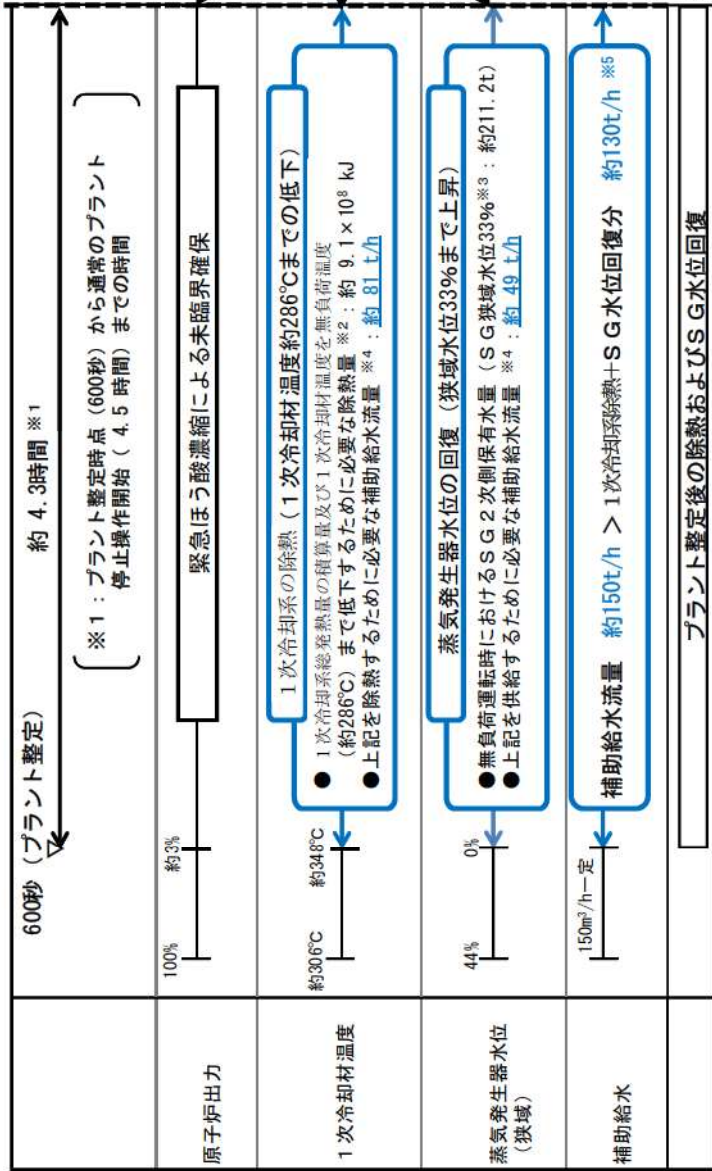 600秒（プラント整定）
約 4.3時間 ※1
※１：プラント整定時点（600秒）から通常のプラント
停止操作開始（ 4.5 時間）までの時間
原子炉出力
100%
約3%
緊急ほう酸濃縮による未臨界確保
１次冷却材温度
約306℃
約348℃
１次冷却系の除熱（１次冷却材温度約286℃までの低下）
● １次冷却系総発熱量の積算量及び１次冷却材温度を無負荷温度
（約286℃）まで低下するために必要な除熱量 ※2：約 9.1×10⁸ kJ
●上記を除熱するために必要な補助給水流量 ※4：約 81 t/h
蒸気発生器水位
（狭域）
44%
0%
蒸気発生器水位の回復（狭域水位33%まで上昇）
●無負荷運転時におけるＳＧ２次側保有水量（ＳＧ狭域水位33%※3：約211.2t）
●上記を供給するために必要な補助給水流量 ※4：約 49 t/h
補助給水
150m³/h一定
補助給水流量　約150t/h ＞ １次冷却系除熱＋ＳＧ水位回復分　約130t/h ※5
プラント整定後の除熱およびＳＧ水位回復